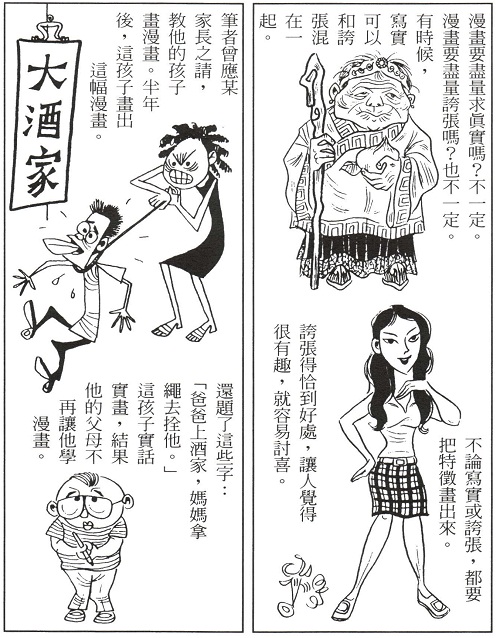 漫畫要盡量求真實嗎?不一定。
漫畫要盡量誇張嗎?也不一定。
有時候,
寫實
可以
和誇
張混
在一
起。
不論寫實或誇張,都要
把特徵畫出來。
誇張得恰到好處,讓人覺得
很有趣,就容易討喜。
筆者曾應某
家長之請,
教他的孩子
畫漫畫。半年
後,這孩子畫出
這幅漫畫。
大酒家
還題了這些字:
「爸爸上酒家,媽媽拿
繩去拴他。」
這孩子實話
實畫,結果
他的父母不
再讓他學
漫畫。